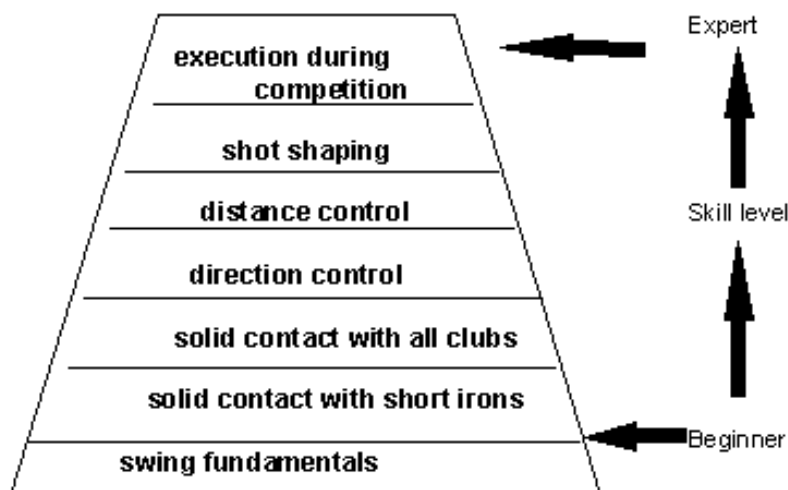 Expert
execution during
competition
shot shaping
distance control
Skill level
direction control
solid contact with all clubs
solid contact with short irons
Beginner
swing fundamentals